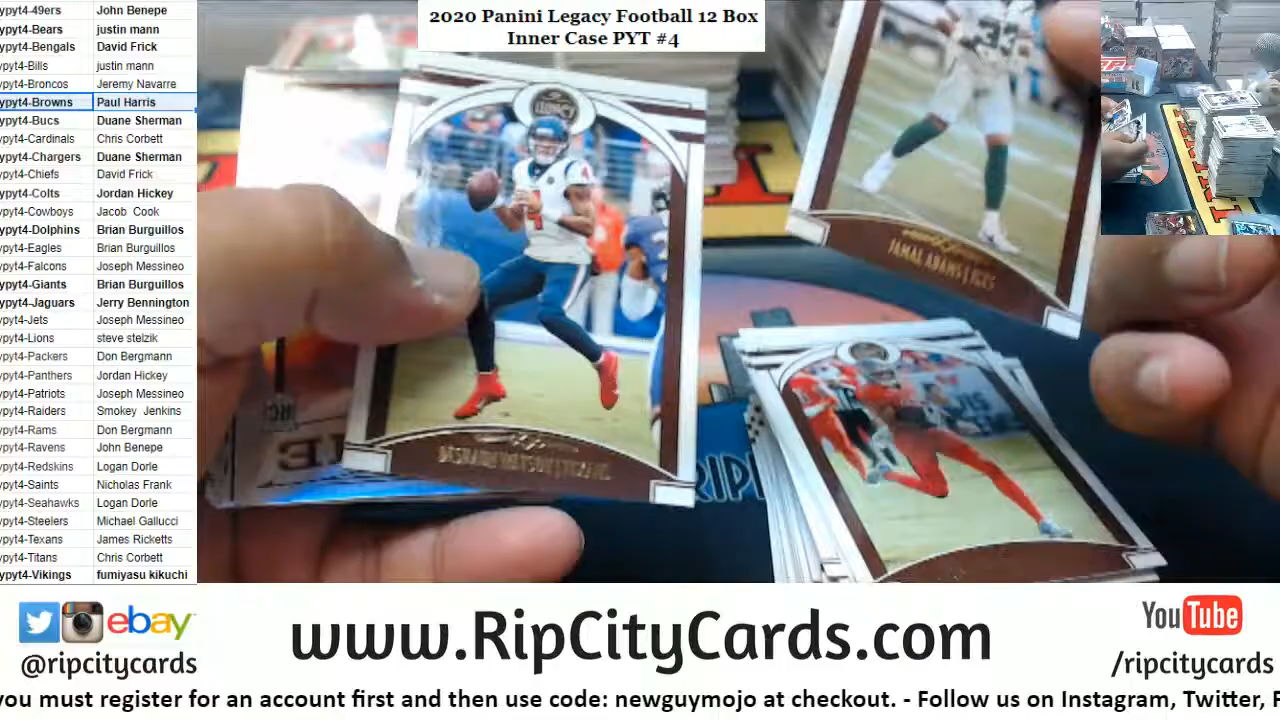 2020 Panini Legacy Football 12 Box
Inner Case PYT #4
ypyt4-49ers John Benepe
ypyt4-Bears justin mann
ypyt4-Bengals David Frick
ypyt4-Bills justin mann
ypyt4-Broncos Jeremy Navarre
ypyt4-Browns Paul Harris
ypyt4-Bucs Duane Sherman
ypyt4-Cardinals Chris Corbett
ypyt4-Chargers Duane Sherman
ypyt4-Chiefs David Frick
ypyt4-Colts Jordan Hickey
ypyt4-Cowboys Jacob Cook
ypyt4-Dolphins Brian Burguillos
ypyt4-Eagles Brian Burguillos
ypyt4-Falcons Joseph Messineo
ypyt4-Giants Brian Burguillos
ypyt4-Jaguars Jerry Bennington
ypyt4-Jets Joseph Messineo
ypyt4-Lions steve stelzik
ypyt4-Packers Don Bergmann
ypyt4-Panthers Jordan Hickey
ypyt4-Patriots Joseph Messineo
ypyt4-Raiders Smokey Jenkins
ypyt4-Rams Don Bergmann
ypyt4-Ravens John Benepe
ypyt4-Redskins Logan Dorle
ypyt4-Saints Nicholas Frank
ypyt4-Seahawks Logan Dorle
ypyt4-Steelers Michael Gallucci
ypyt4-Texans James Ricketts
ypyt4-Titans Chris Corbett
ypyt4-Vikings fumiyasu kikuchi
LEGACY
4
33
JAMAL ADAMS | JETS
DESHAUN WATSON | TEXANS
RIP
ebay
@ripcitycards
www.RipCityCards.com
YouTube
/ripcitycards
you must register for an account first and then use code: newguymojo at checkout. - Follow us on Instagram, Twitter, F